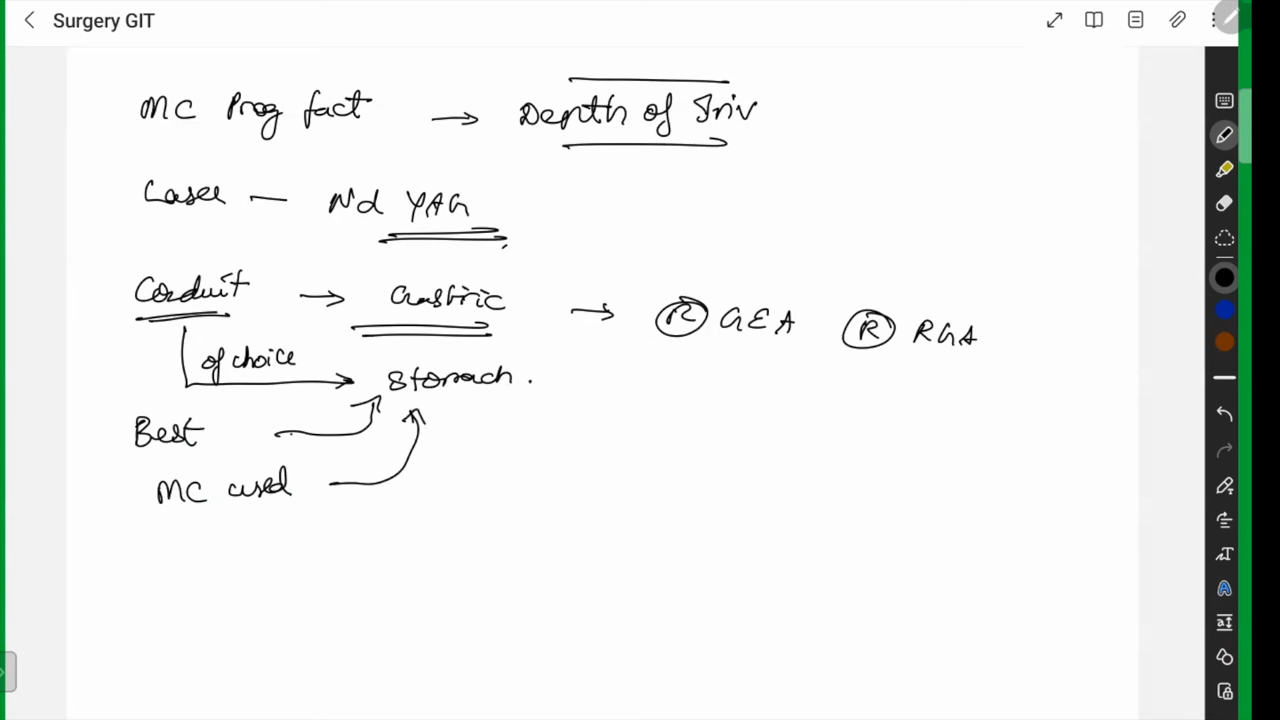 Surgery GIT
MC Prog fact → Depth of Inv
Laser — Nd YAG
Conduit → Gastric → R GEA R RGA
of choice → Stomach.
Best
MC used